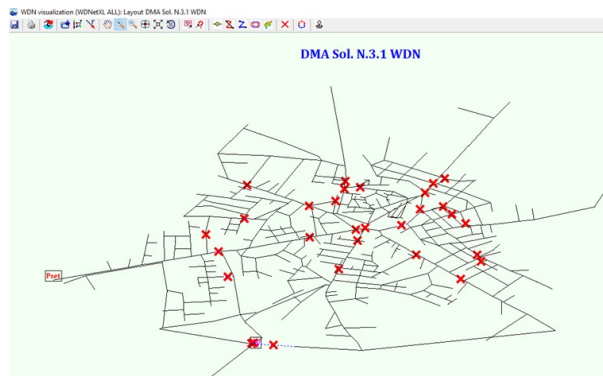 WDN visualization (WDNetXL ALL): Layout DMA Sol. N.3.1 WDN
DMA Sol. N.3.1 WDN
Pset